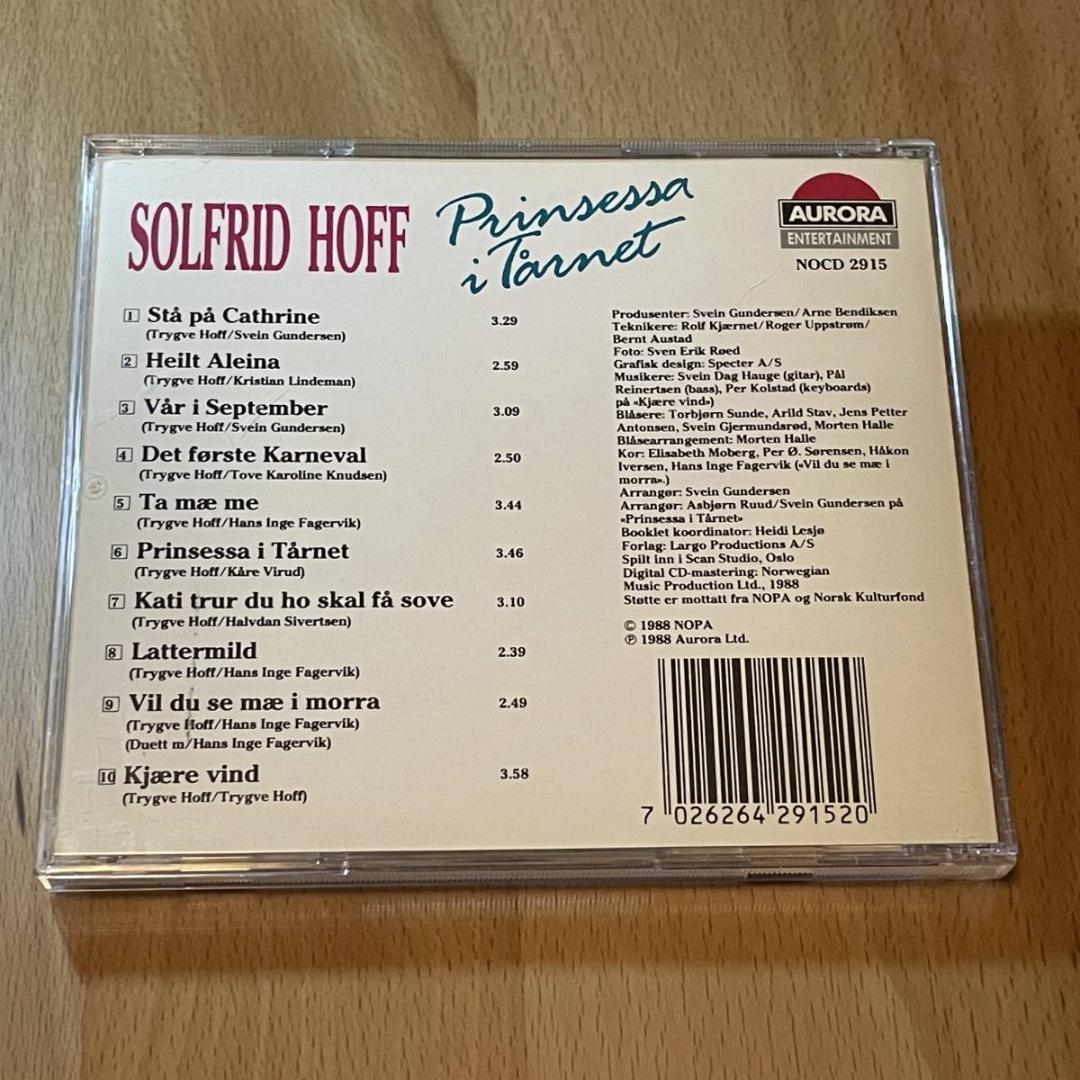 SOLFRID HOFF
Prinsessa
i Tårnet
AURORA
ENTERTAINMENT
NOCD 2915
1 Stå på Cathrine 3.29
(Trygve Hoff/Svein Gundersen)
2 Heilt Aleina 2.59
(Trygve Hoff/Kristian Lindeman)
3 Vår i September 3.09
(Trygve Hoff/Svein Gundersen)
4 Det første Karneval 2.50
(Trygve Hoff/Tove Karoline Knudsen)
5 Ta mæ me 3.44
(Trygve Hoff/Hans Inge Fagervik)
6 Prinsessa i Tårnet 3.46
(Trygve Hoff/Kåre Virud)
7 Kati trur du ho skal få sove 3.10
(Trygve Hoff/Halvdan Sivertsen)
8 Lattermild 2.39
(Trygve Hoff/Hans Inge Fagervik)
9 Vil du se mæ i morra 2.49
(Trygve Hoff/Hans Inge Fagervik)
(Duett m/Hans Inge Fagervik)
10 Kjære vind 3.58
(Trygve Hoff/Trygve Hoff)
Produsenter: Svein Gundersen/Arne Bendiksen
Teknikere: Rolf Kjærnet/Roger Uppstrøm/
Bernt Austad
Foto: Sven Erik Røed
Grafisk design: Specter A/S
Musikere: Svein Dag Hauge (gitar), Pål
Reinertsen (bass), Per Kolstad (keyboards)
på «Kjære vind»)
Blåsere: Torbjørn Sunde, Arild Stav, Jens Petter
Antonsen, Svein Gjermundsrød, Morten Halle
Blåsearrangement: Morten Halle
Kor: Elisabeth Moberg, Per Ø. Sørensen, Håkon
Iversen, Hans Inge Fagervik («Vil du se mæ i
morra».)
Arrangør: Svein Gundersen
Arrangør: Asbjørn Ruud/Svein Gundersen på
«Prinsessa i Tårnet»
Booklet koordinator: Heidi Lesjø
Forlag: Largo Productions A/S
Spilt inn i Scan Studio, Oslo
Digital CD-mastering: Norwegian
Music Production Ltd., 1988
Støtte er mottatt fra NOPA og Norsk Kulturfond
© 1988 NOPA
℗ 1988 Aurora Ltd.
7 026264 291520